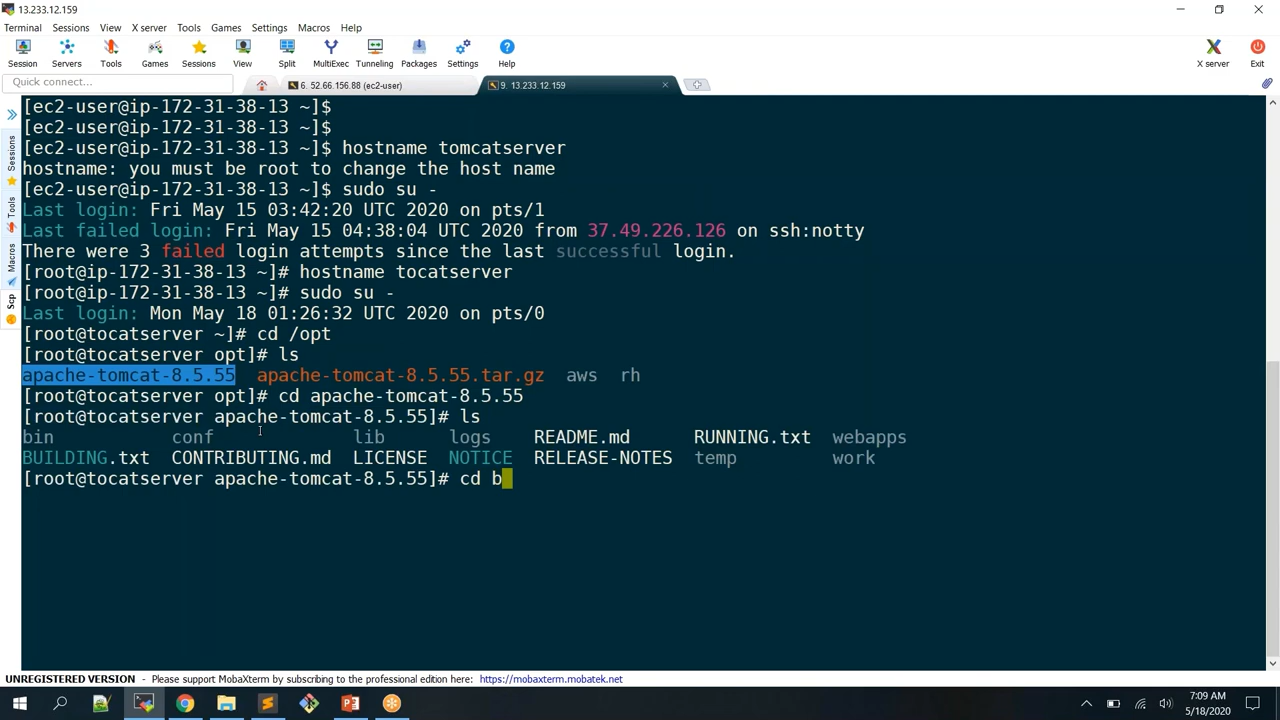 13.233.12.159
Terminal Sessions View X server Tools Games Settings Macros Help
Session Servers Tools Games Sessions View Split MultiExec Tunneling Packages Settings Help X server Exit
Quick connect... 6. 52.66.156.88 (ec2-user) 9. 13.233.12.159
Sessions
Tools
Macros
Scp
[ec2-user@ip-172-31-38-13 ~]$
[ec2-user@ip-172-31-38-13 ~]$
[ec2-user@ip-172-31-38-13 ~]$ hostname tomcatserver
hostname: you must be root to change the host name
[ec2-user@ip-172-31-38-13 ~]$ sudo su -
Last login: Fri May 15 03:42:20 UTC 2020 on pts/1
Last failed login: Fri May 15 04:38:04 UTC 2020 from 37.49.226.126 on ssh:notty
There were 3 failed login attempts since the last successful login.
[root@ip-172-31-38-13 ~]# hostname tocatserver
[root@ip-172-31-38-13 ~]# sudo su -
Last login: Mon May 18 01:26:32 UTC 2020 on pts/0
[root@tocatserver ~]# cd /opt
[root@tocatserver opt]# ls
apache-tomcat-8.5.55 apache-tomcat-8.5.55.tar.gz aws rh
[root@tocatserver opt]# cd apache-tomcat-8.5.55
[root@tocatserver apache-tomcat-8.5.55]# ls
bin conf lib logs README.md RUNNING.txt webapps
BUILDING.txt CONTRIBUTING.md LICENSE NOTICE RELEASE-NOTES temp work
[root@tocatserver apache-tomcat-8.5.55]# cd b
UNREGISTERED VERSION - Please support MobaXterm by subscribing to the professional edition here: https://mobaxterm.mobatek.net
7:09 AM
5/18/2020